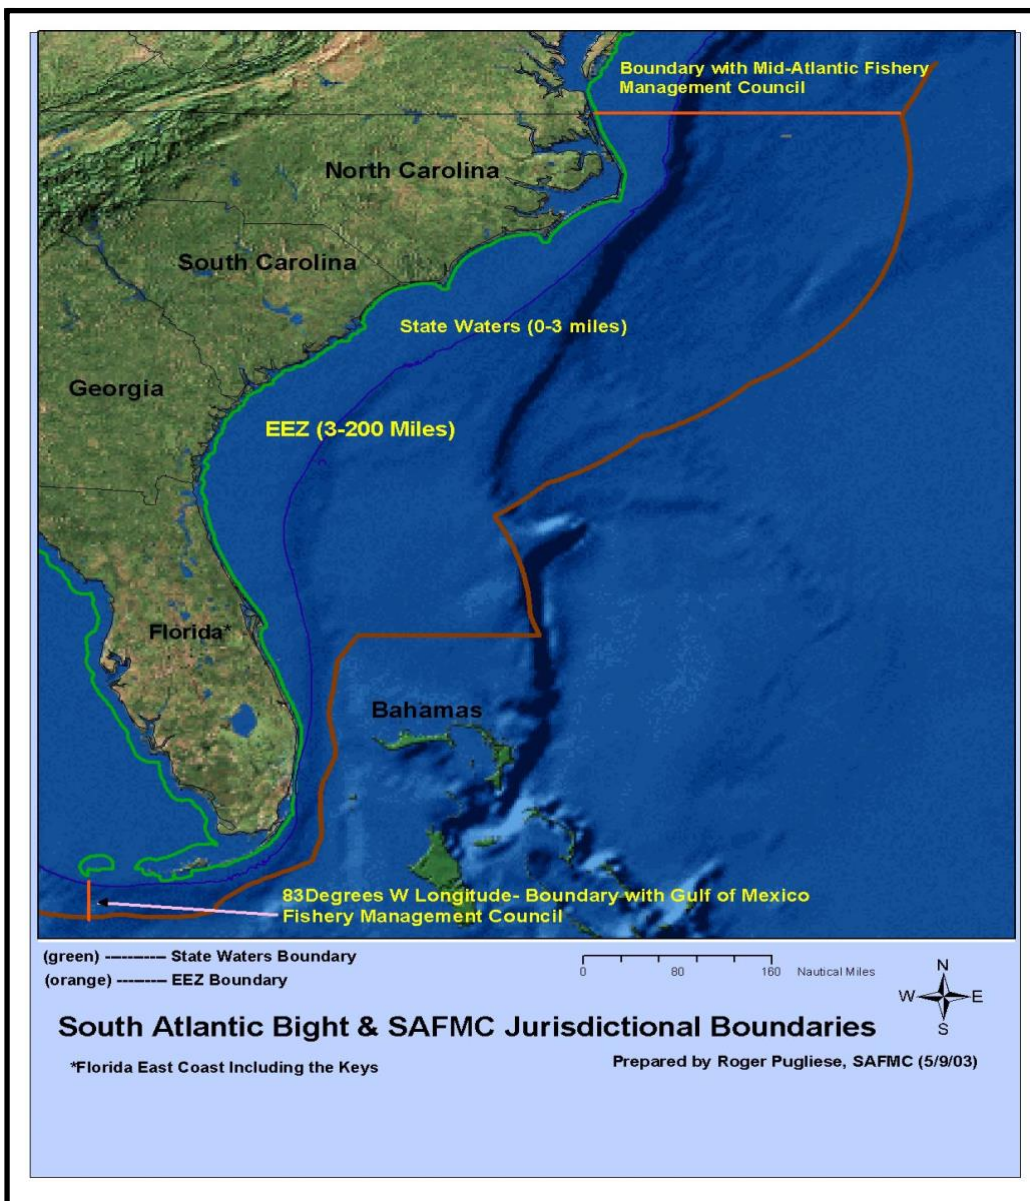 Boundary with Mid-Atlantic Fishery
Management Council
North Carolina
South Carolina
State Waters (0-3 miles)
Georgia
EEZ (3-200 Miles)
Florida*
Bahamas
83Degrees W Longitude- Boundary with Gulf of Mexico
Fishery Management Council
(green) ----------- State Waters Boundary
(orange) --------- EEZ Boundary
0 80 160 Nautical Miles
N
W E
S
South Atlantic Bight & SAFMC Jurisdictional Boundaries
*Florida East Coast Including the Keys
Prepared by Roger Pugliese, SAFMC (5/9/03)